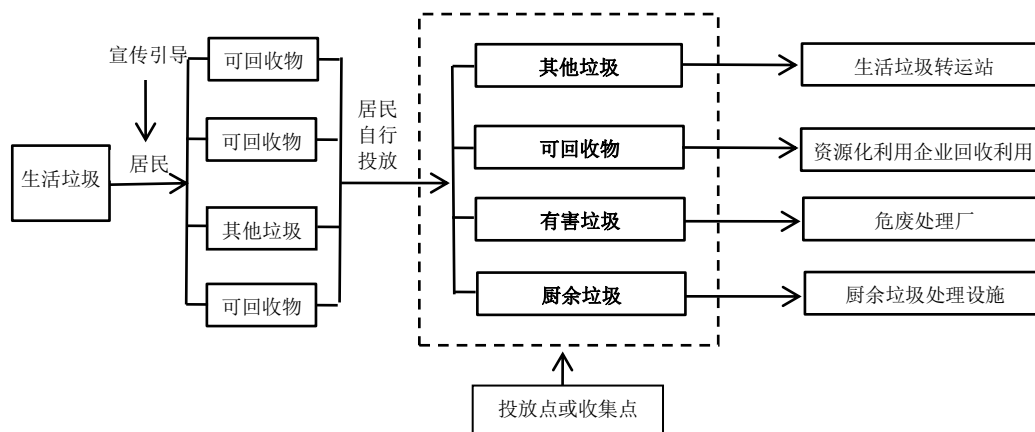 宣传引导
生活垃圾
居民
可回收物
可回收物
其他垃圾
可回收物
居民
自行
投放
其他垃圾
可回收物
有害垃圾
厨余垃圾
生活垃圾转运站
资源化利用企业回收利用
危废处理厂
厨余垃圾处理设施
投放点或收集点